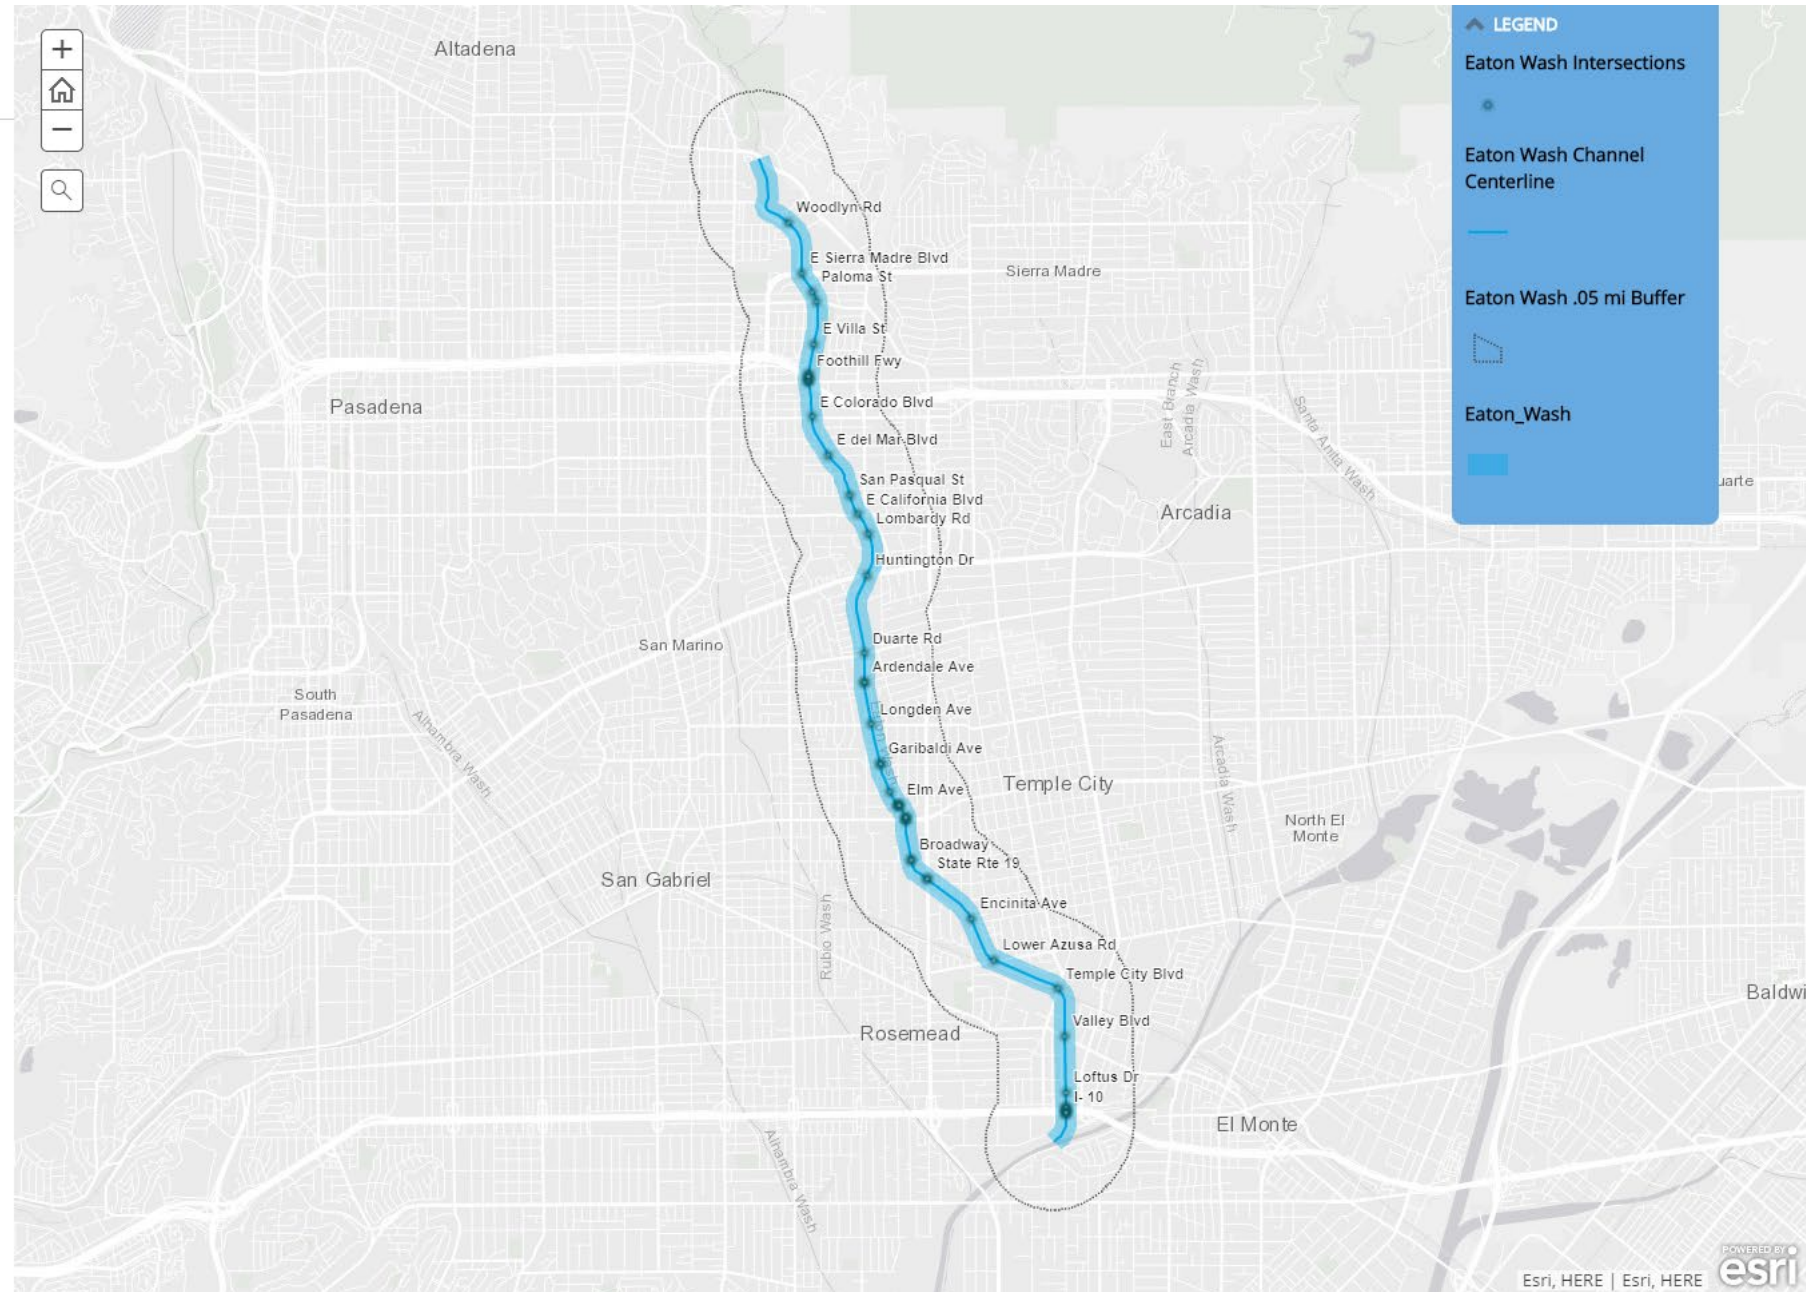 LEGEND
Eaton Wash Intersections
Eaton Wash Channel
Centerline
Eaton Wash .05 mi Buffer
Eaton_Wash
Altadena
Woodlyn Rd
E Sierra Madre Blvd
Paloma St
Sierra Madre
E Villa St
Foothill Fwy
E Colorado Blvd
Pasadena
E del Mar Blvd
East Branch
Arcadia Wash
Santa Anita Wash
San Pasqual St
E California Blvd
Lombardy Rd
Arcadia
uarte
Huntington Dr
Duarte Rd
San Marino
Ardendale Ave
South
Pasadena
Alhambra Wash
Longden Ave
Eaton Wash
Garibaldi Ave
Elm Ave
Temple City
Arcadia Wash
North El
Monte
Broadway
State Rte 19
San Gabriel
Encinita Ave
Rubio Wash
Lower Azusa Rd
Temple City Blvd
Baldwi
Valley Blvd
Rosemead
Loftus Dr
I- 10
El Monte
Alhambra Wash
POWERED BY
esri
Esri, HERE | Esri, HERE